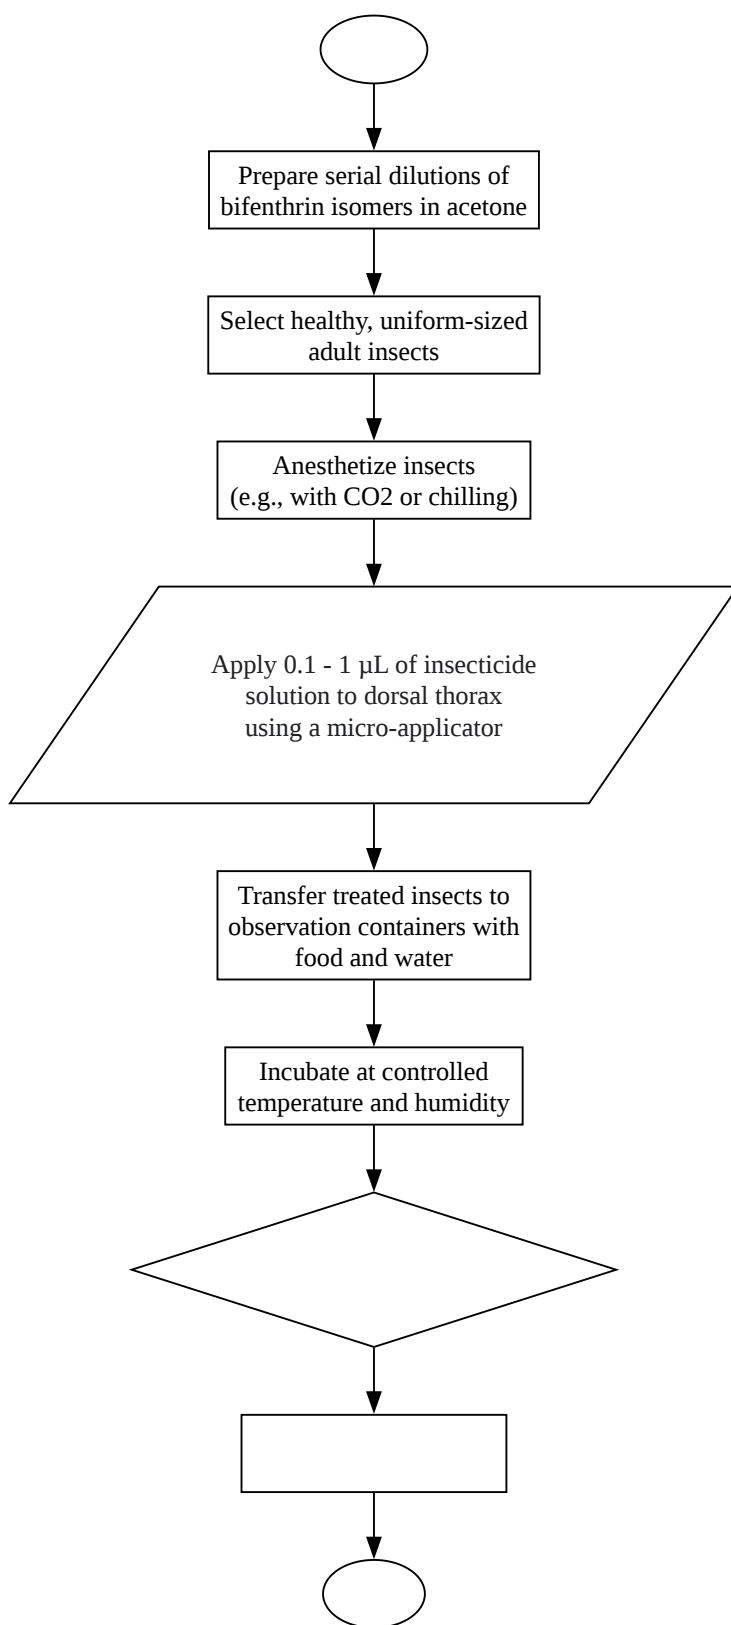 Prepare serial dilutions of
bifenthrin isomers in acetone
Select healthy, uniform-sized
adult insects
Anesthetize insects
(e.g., with CO2 or chilling)
Apply 0.1 - 1 µL of insecticide
solution to dorsal thorax
using a micro-applicator
Transfer treated insects to
observation containers with
food and water
Incubate at controlled
temperature and humidity